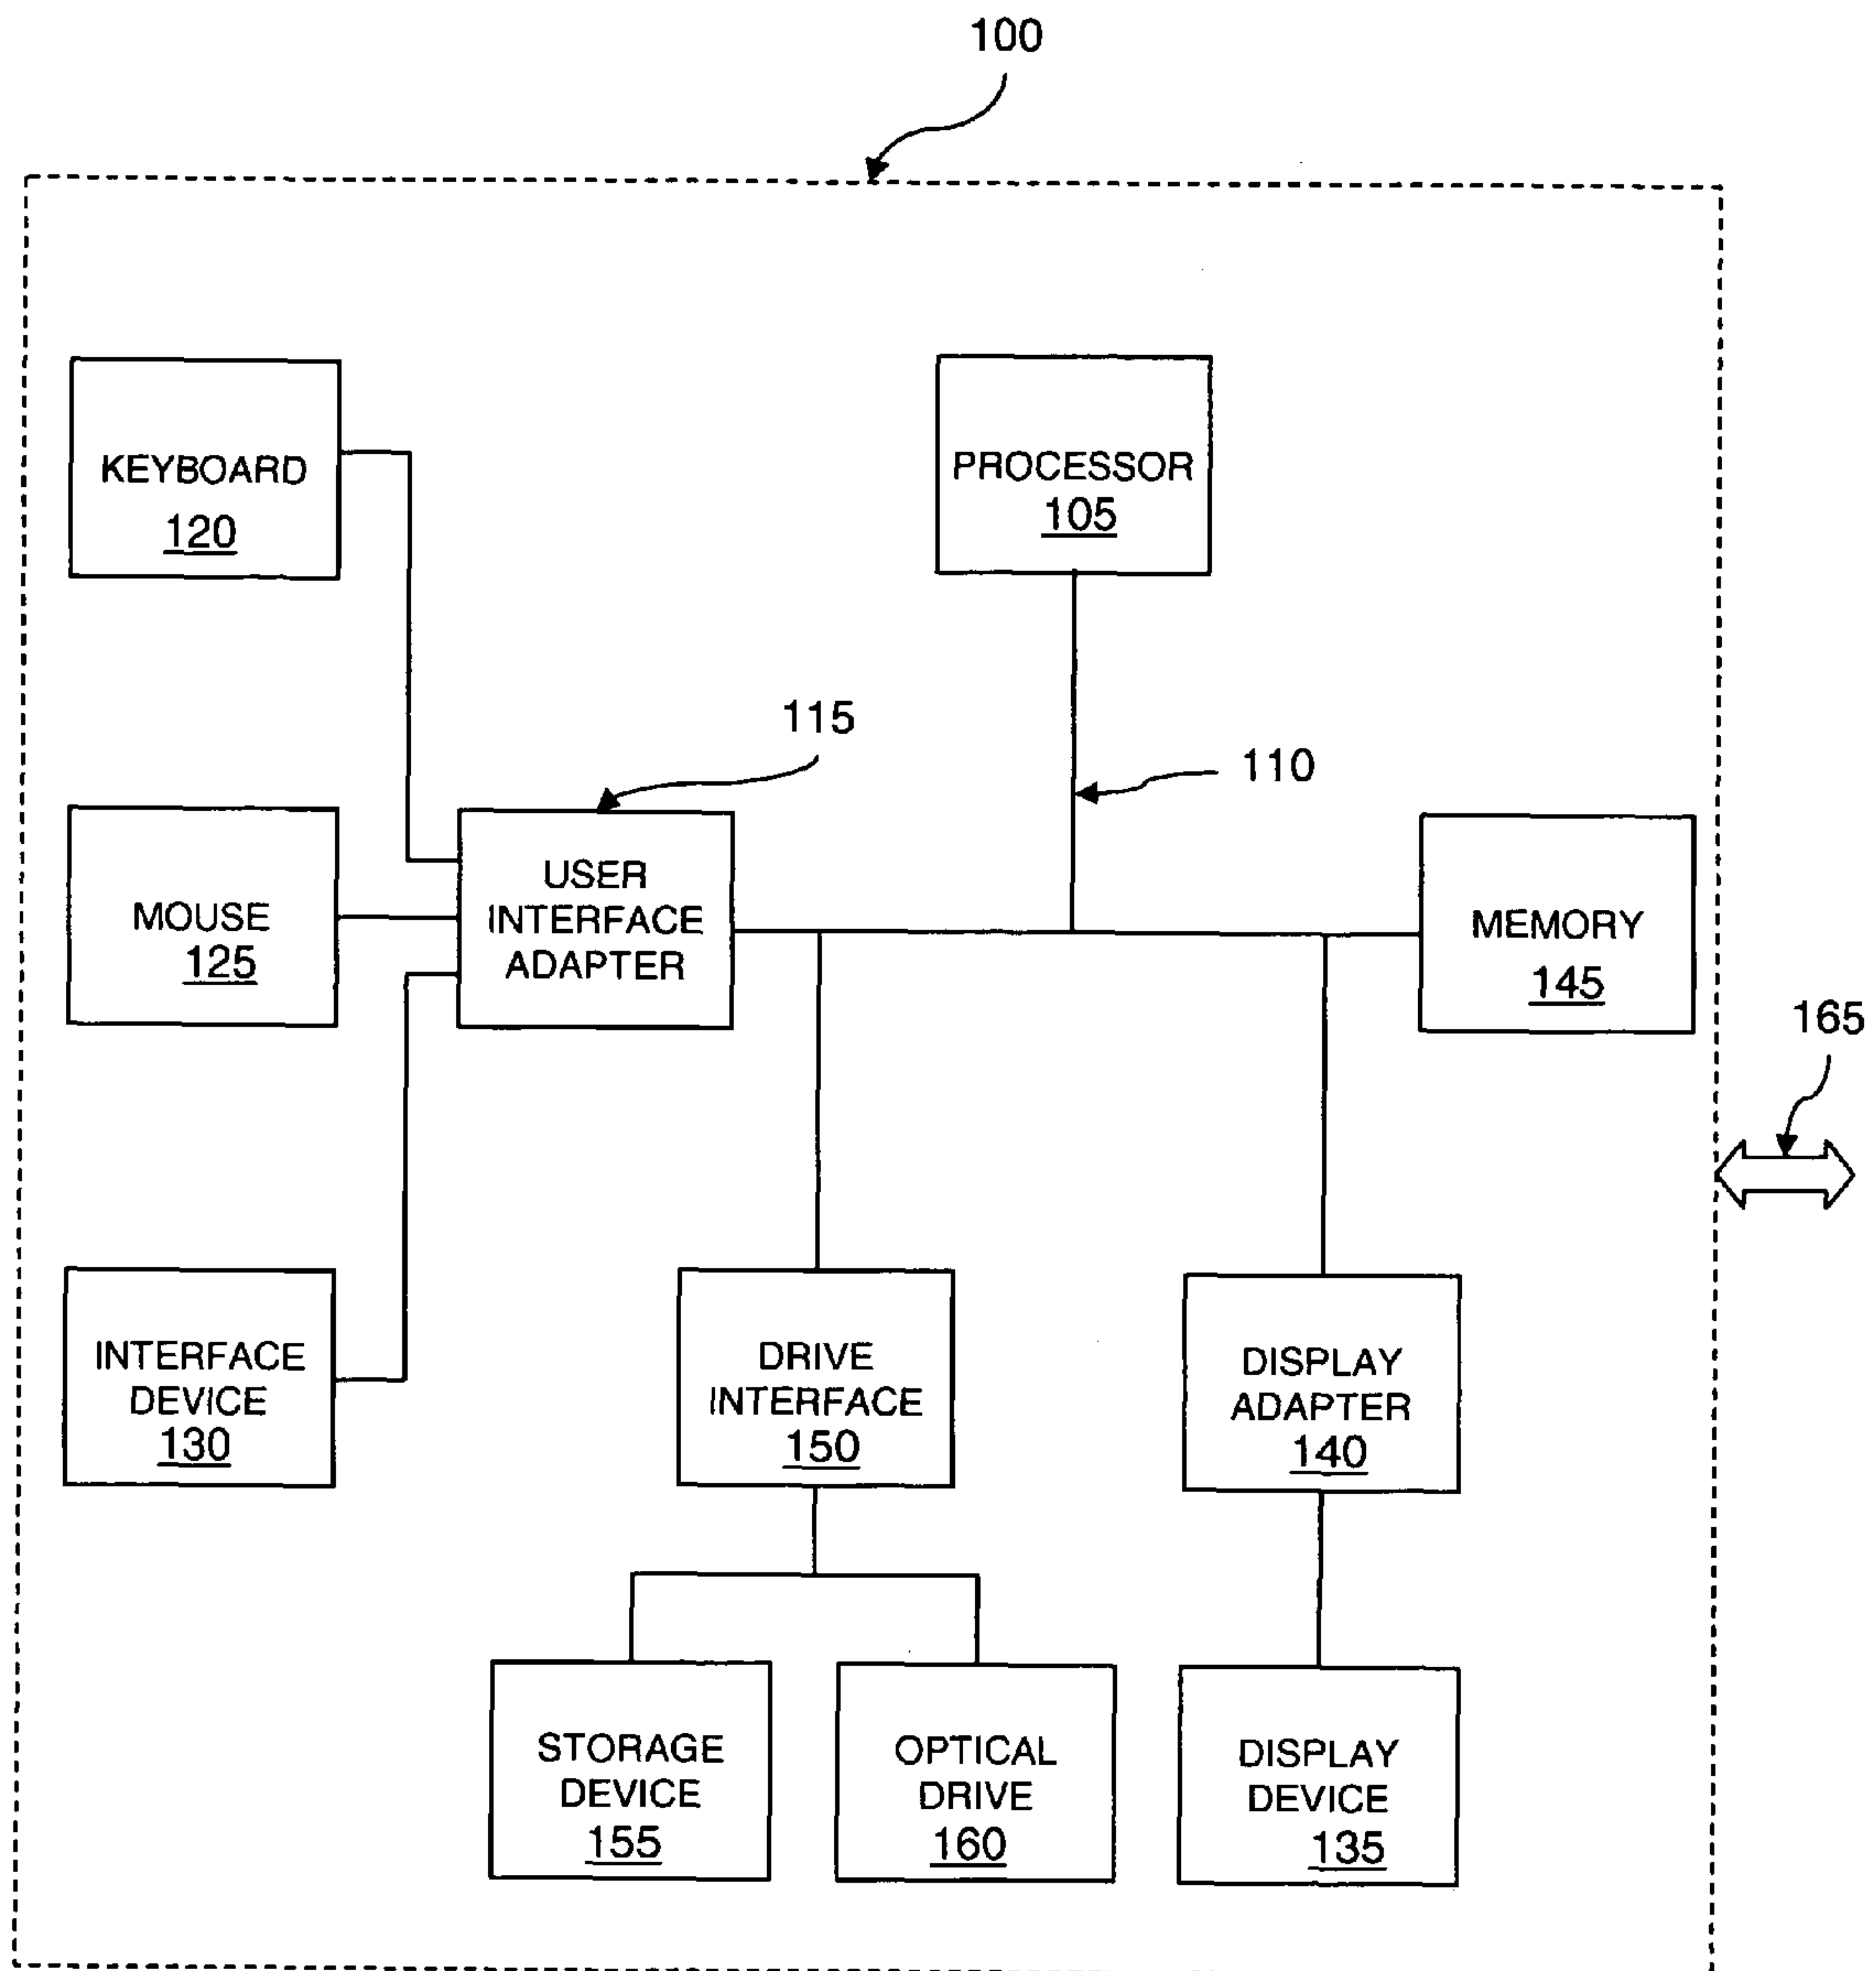 100
KEYBOARD
120
PROCESSOR
105
115
110
MOUSE
125
USER
INTERFACE
ADAPTER
MEMORY
145
165
INTERFACE
DEVICE
130
DRIVE
INTERFACE
150
DISPLAY
ADAPTER
140
STORAGE
DEVICE
155
OPTICAL
DRIVE
160
DISPLAY
DEVICE
135